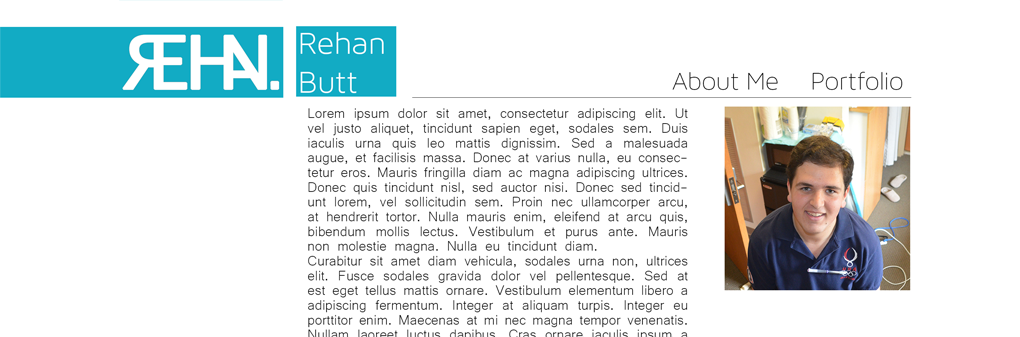 REHAN.
Rehan
Butt
About Me Portfolio
Lorem ipsum dolor sit amet, consectetur adipiscing elit. Ut
vel justo aliquet, tincidunt sapien eget, sodales sem. Duis
iaculis urna quis leo mattis dignissim. Sed a malesuada
augue, et facilisis massa. Donec at varius nulla, eu consec-
tetur eros. Mauris fringilla diam ac magna adipiscing ultrices.
Donec quis tincidunt nisl, sed auctor nisi. Donec sed tincid-
unt lorem, vel sollicitudin sem. Proin nec ullamcorper arcu,
at hendrerit tortor. Nulla mauris enim, eleifend at arcu quis,
bibendum mollis lectus. Vestibulum et purus ante. Mauris
non molestie magna. Nulla eu tincidunt diam.
Curabitur sit amet diam vehicula, sodales urna non, ultrices
elit. Fusce sodales gravida dolor vel pellentesque. Sed at
est eget tellus mattis ornare. Vestibulum elementum libero a
adipiscing fermentum. Integer at aliquam turpis. Integer eu
porttitor enim. Maecenas at mi nec magna tempor venenatis.
Nullam laoreet luctus dapibus. Cras ornare iaculis ipsum a